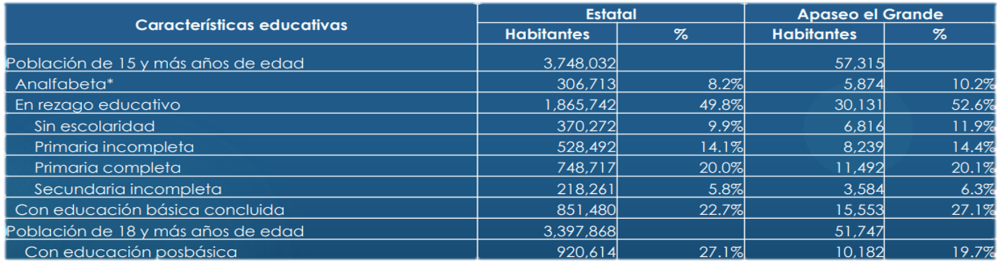 Características educativas Estatal Apaseo el Grande
Habitantes % Habitantes %
Población de 15 y más años de edad 3,748,032 57,315
Analfabeta* 306,713 8.2% 5,874 10.2%
En rezago educativo 1,865,742 49.8% 30,131 52.6%
Sin escolaridad 370,272 9.9% 6,816 11.9%
Primaria incompleta 528,492 14.1% 8,239 14.4%
Primaria completa 748,717 20.0% 11,492 20.1%
Secundaria incompleta 218,261 5.8% 3,584 6.3%
Con educación básica concluida 851,480 22.7% 15,553 27.1%
Población de 18 y más años de edad 3,397,868 51,747
Con educación posbásica 920,614 27.1% 10,182 19.7%